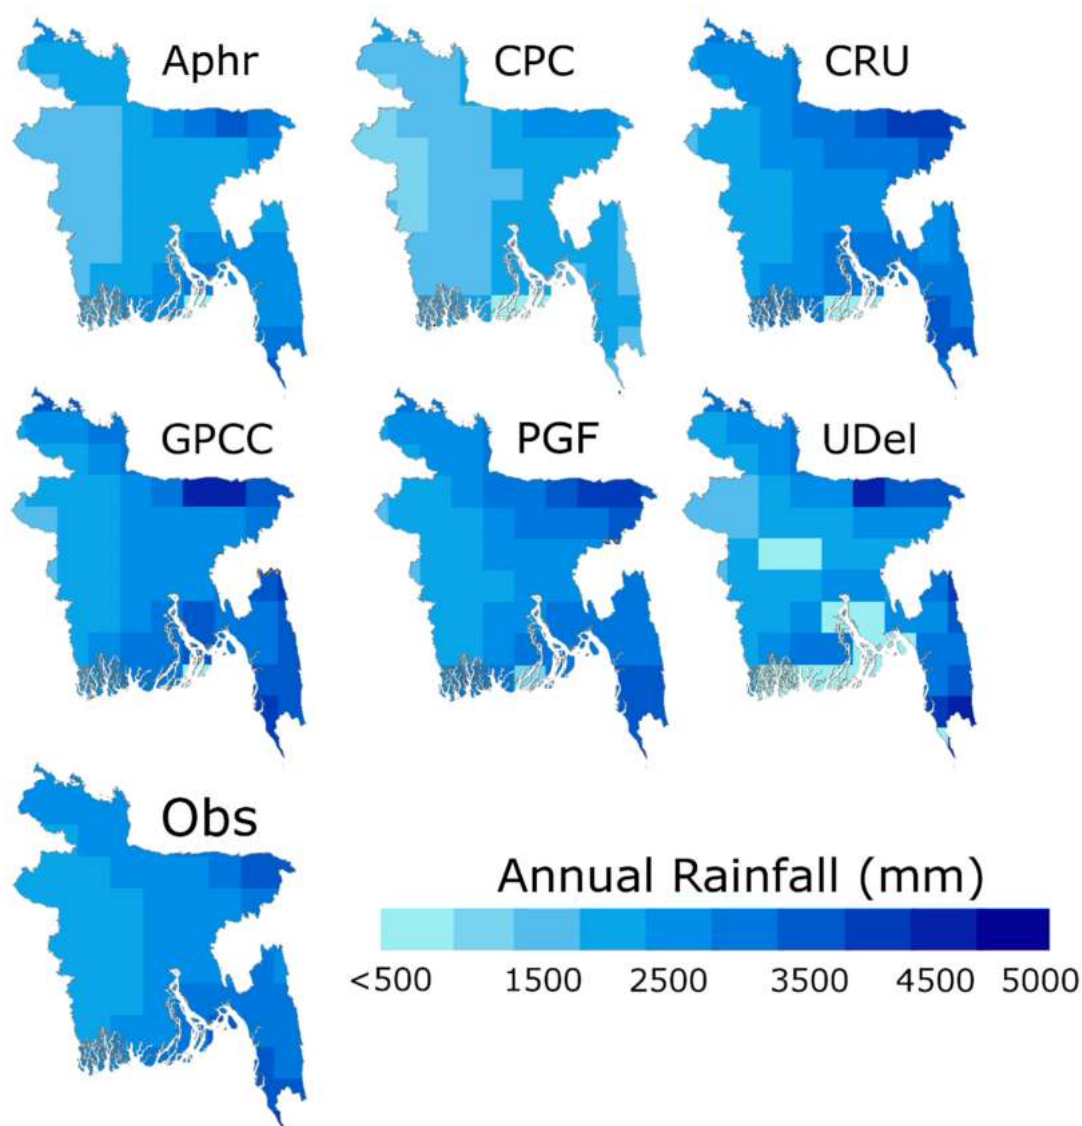 Aphr
CPC
CRU
GPCC
PGF
UDel
Obs
Annual Rainfall (mm)
<500 1500 2500 3500 4500 5000